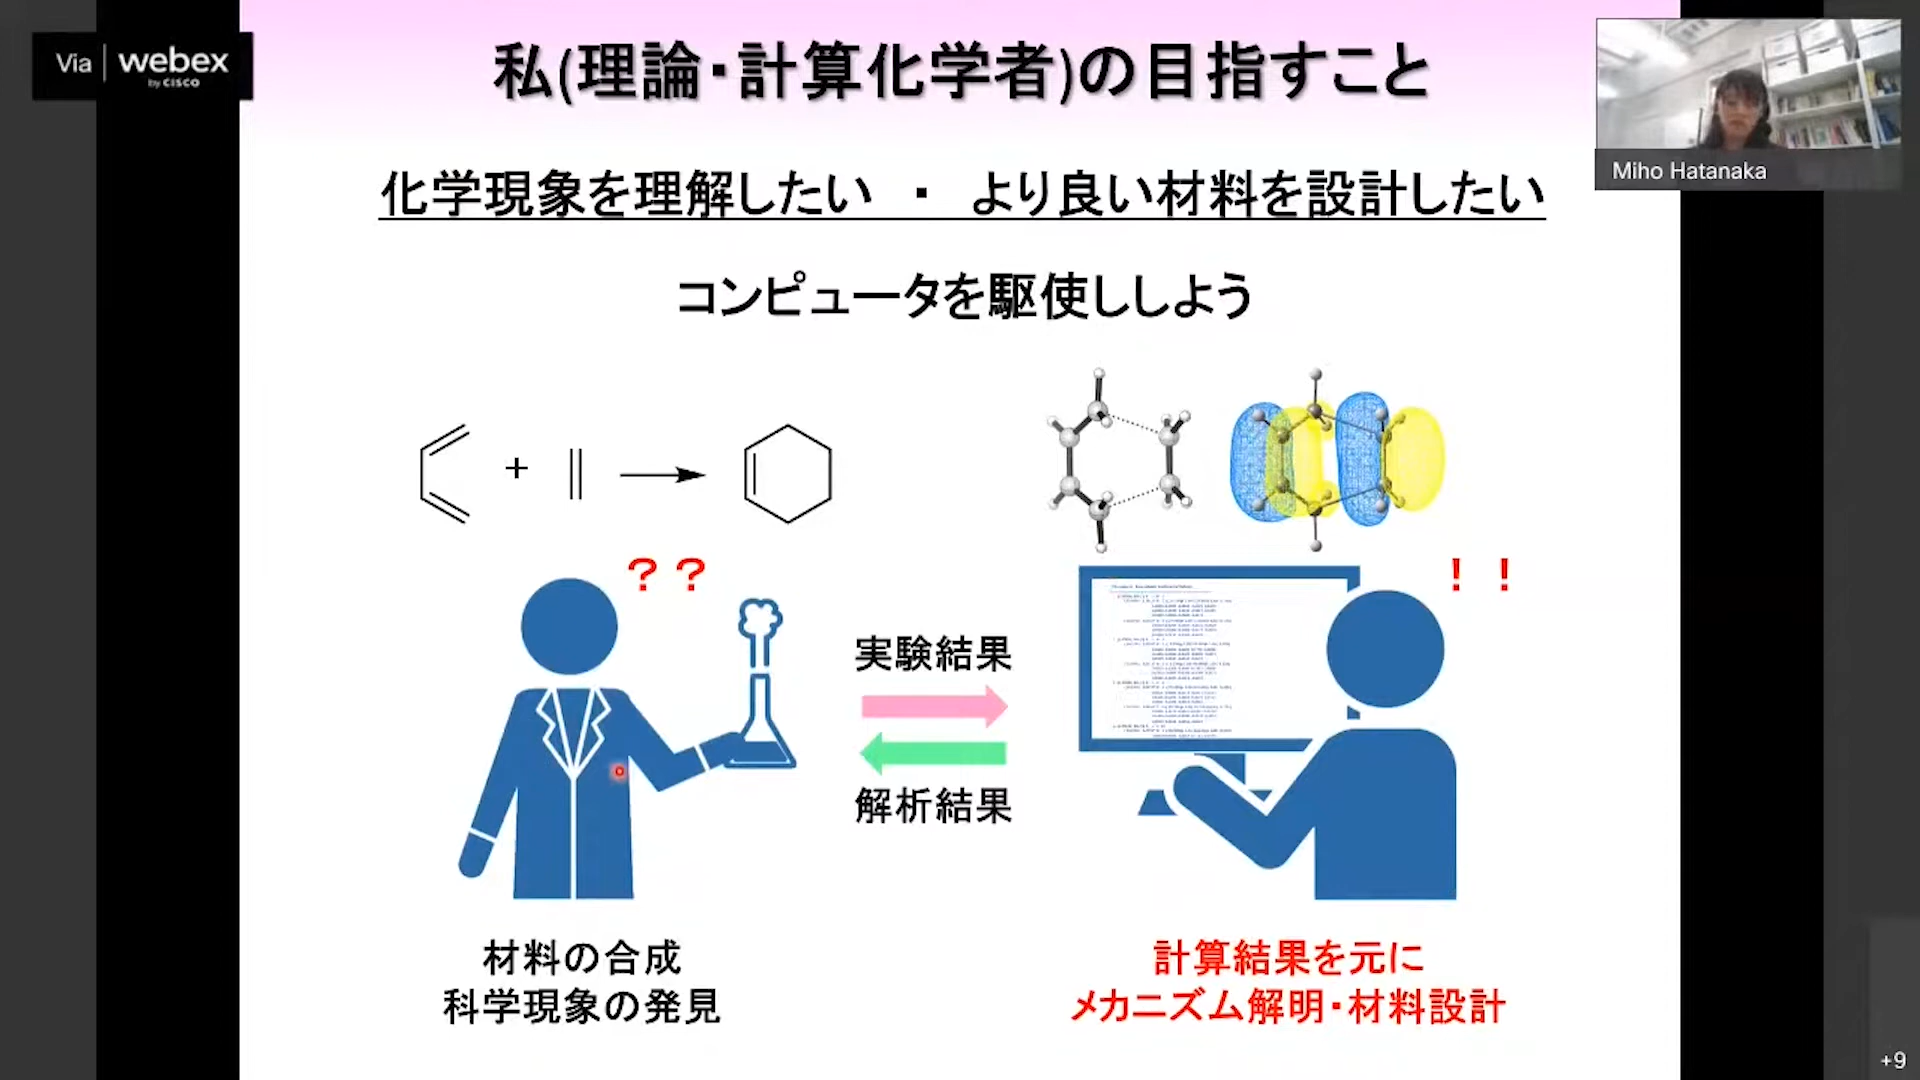 Via webex
by CISCO
私(理論・計算化学者)の目指すこと
Miho Hatanaka
化学現象を理解したい ・ より良い材料を設計したい
コンピュータを駆使ししよう
+
？？
！！
実験結果
解析結果
材料の合成
科学現象の発見
計算結果を元に
メカニズム解明・材料設計
+9